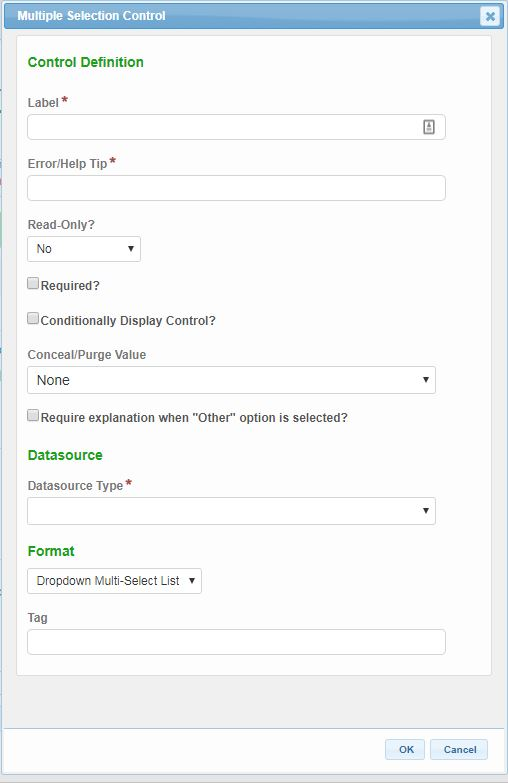 Multiple Selection Control
Control Definition
Label *
Error/Help Tip *
Read-Only?
No
Required?
Conditionally Display Control?
Conceal/Purge Value
None
Require explanation when "Other" option is selected?
Datasource
Datasource Type *
Format
Dropdown Multi-Select List
Tag
OK Cancel